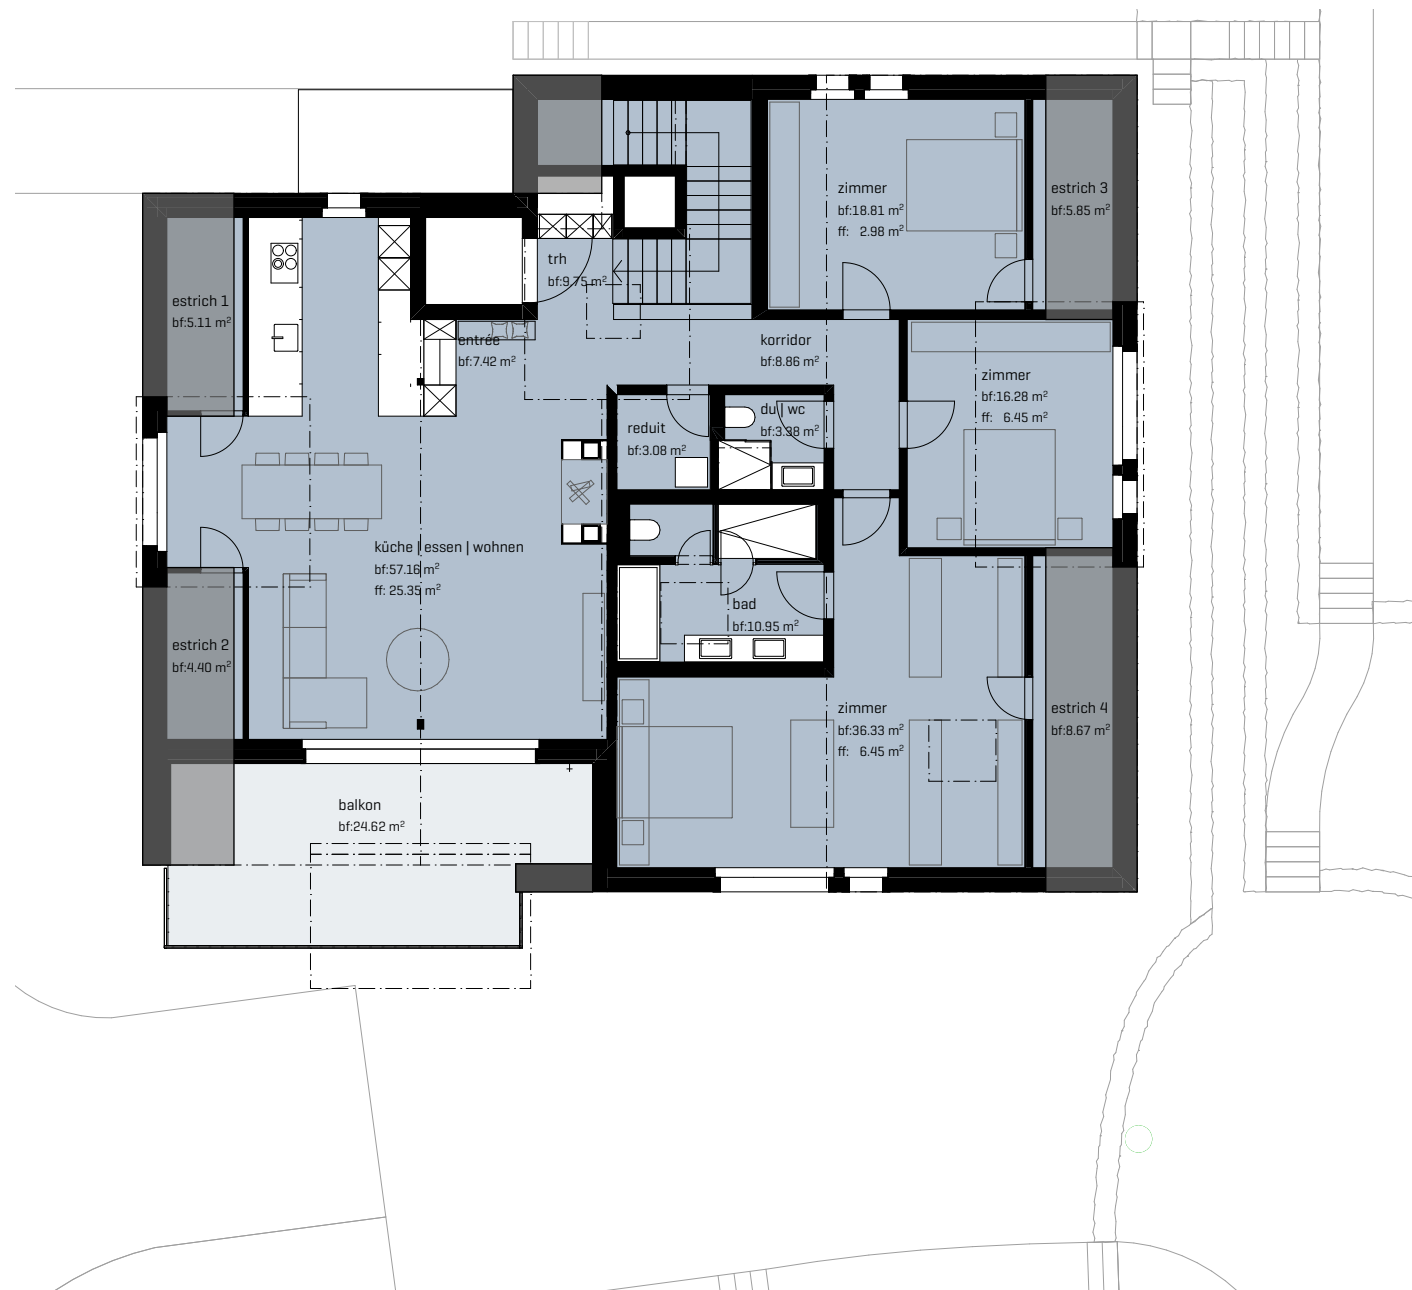 zimmer
bf:18.81 m²
ff: 2.98 m²
estrich 3
bf:5.85 m²
trh
bf:9.75 m²
estrich 1
bf:5.11 m²
entrée
bf:7.42 m²
korridor
bf:8.86 m²
zimmer
bf:16.28 m²
ff: 6.45 m²
du | wc
bf:3.38 m²
reduit
bf:3.08 m²
küche | essen | wohnen
bf:57.16 m²
ff: 25.35 m²
bad
bf:10.95 m²
estrich 2
bf:4.40 m²
zimmer
bf:36.33 m²
ff: 6.45 m²
estrich 4
bf:8.67 m²
balkon
bf:24.62 m²